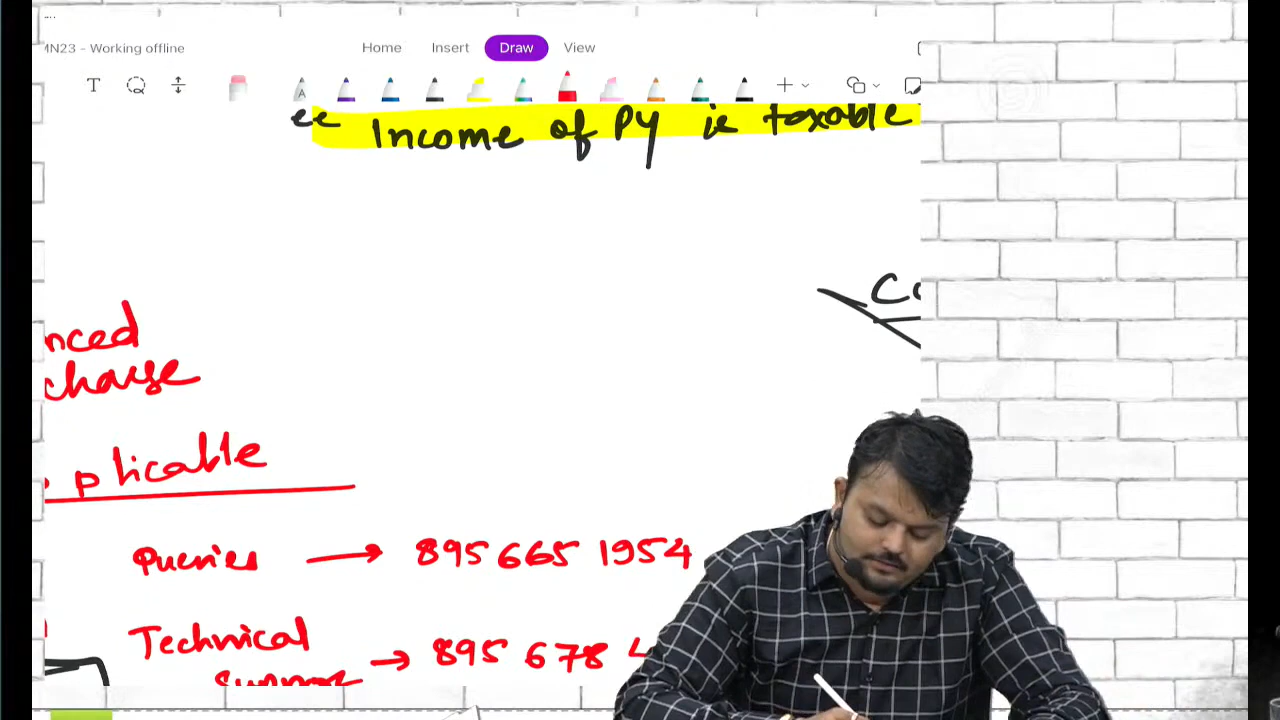 MN23 - Working offline
Home Insert Draw View
Income of PY is taxable
nced
charge
plicable
Queries → 895 665 1954
Technical
→ 895 678